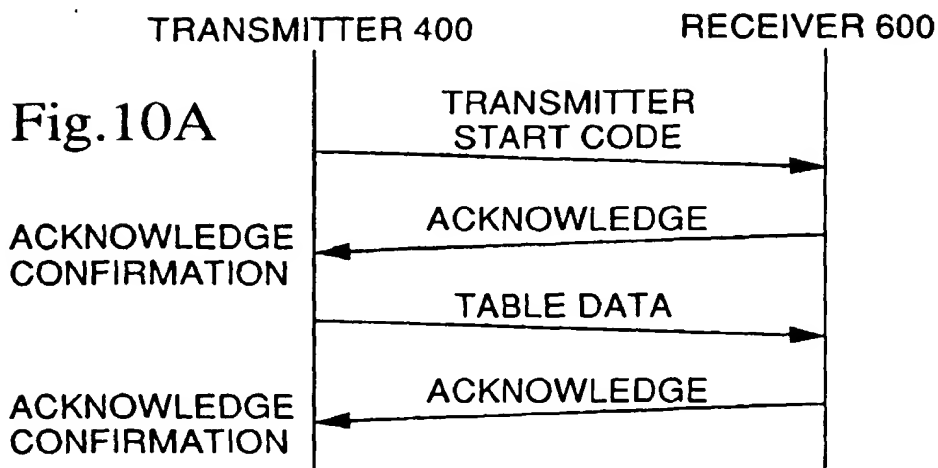 TRANSMITTER 400
RECEIVER 600
Fig.10A
TRANSMITTER
START CODE
ACKNOWLEDGE
ACKNOWLEDGE
CONFIRMATION
TABLE DATA
ACKNOWLEDGE
ACKNOWLEDGE
CONFIRMATION